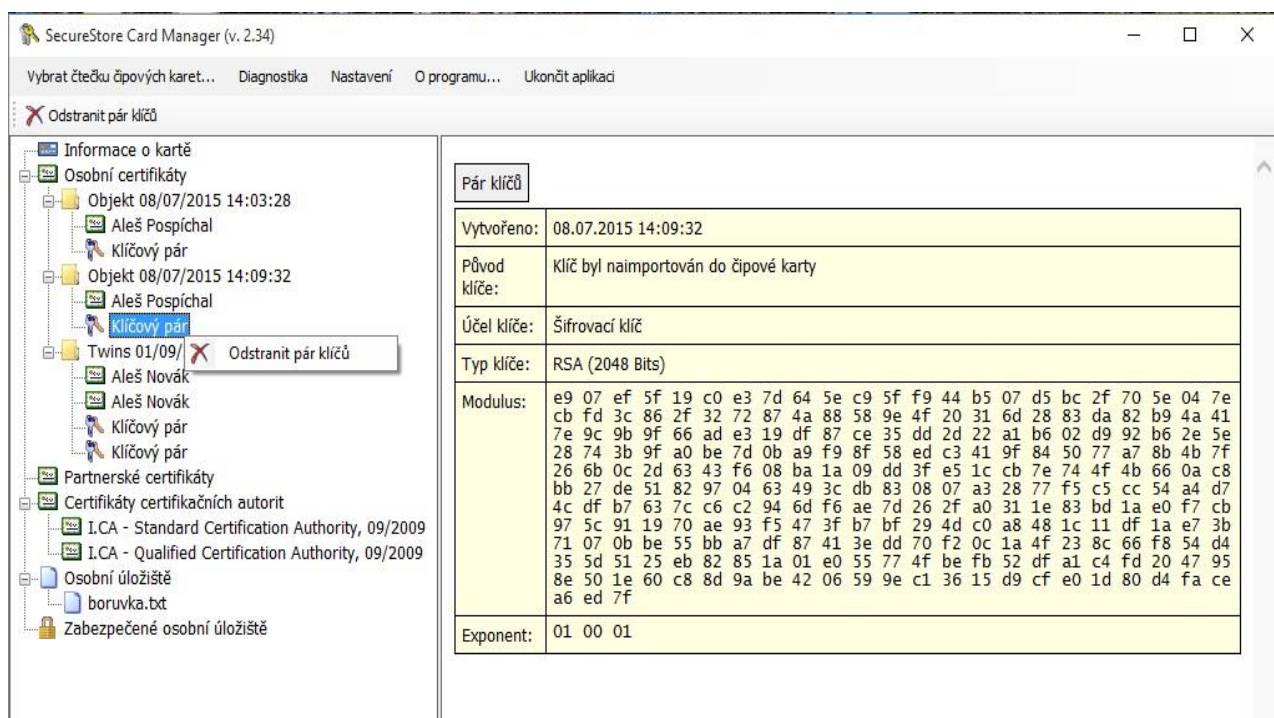 SecureStore Card Manager (v. 2.34)
Vybrat čtečku čipových karet... Diagnostika Nastavení O programu... Ukončit aplikaci
Odstranit pár klíčů
Informace o kartě
Osobní certifikáty
Objekt 08/07/2015 14:03:28
Aleš Pospíchal
Klíčový pár
Objekt 08/07/2015 14:09:32
Aleš Pospíchal
Klíčový pár
Twins 01/09/
Odstranit pár klíčů
Aleš Novák
Aleš Novák
Klíčový pár
Klíčový pár
Partnerské certifikáty
Certifikáty certifikačních autorit
I.CA - Standard Certification Authority, 09/2009
I.CA - Qualified Certification Authority, 09/2009
Osobní úložiště
boruvka.txt
Zabezpečené osobní úložiště
Pár klíčů
Vytvořeno: 08.07.2015 14:09:32
Původ klíče: Klíč byl naimportován do čipové karty
Účel klíče: Šifrovací klíč
Typ klíče: RSA (2048 Bits)
Modulus: e9 07 ef 5f 19 c0 e3 7d 64 5e c9 5f f9 44 b5 07 d5 bc 2f 70 5e 04 7e
cb fd 3c 86 2f 32 72 87 4a 88 58 9e 4f 20 31 6d 28 83 da 82 b9 4a 41
7e 9c 9b 9f 66 ad e3 19 df 87 ce 35 dd 2d 22 a1 b6 02 d9 92 b6 2e 5e
28 74 3b 9f a0 be 7d 0b a9 f9 8f 58 ed c3 41 9f 84 50 77 a7 8b 4b 7f
26 6b 0c 2d 63 43 f6 08 ba 1a 09 dd 3f e5 1c cb 7e 74 4f 4b 66 0a c8
bb 27 de 51 82 97 04 63 49 3c db 83 08 07 a3 28 77 f5 c5 cc 54 a4 d7
4c df b7 63 7c c6 c2 94 6d f6 ae 7d 26 2f a0 31 1e 83 bd 1a e0 f7 cb
97 5c 91 19 70 ae 93 f5 47 3f b7 bf 29 4d c0 a8 48 1c 11 df 1a e7 3b
71 07 0b be 55 bb a7 df 87 41 3e dd 70 f2 0c 1a 4f 23 8c 66 f8 54 d4
35 5d 51 25 eb 82 85 1a 01 e0 55 77 4f be fb 52 df a1 c4 fd 20 47 95
8e 50 1e 60 c8 8d 9a be 42 06 59 9e c1 36 15 d9 cf e0 1d 80 d4 fa ce
a6 ed 7f
Exponent: 01 00 01